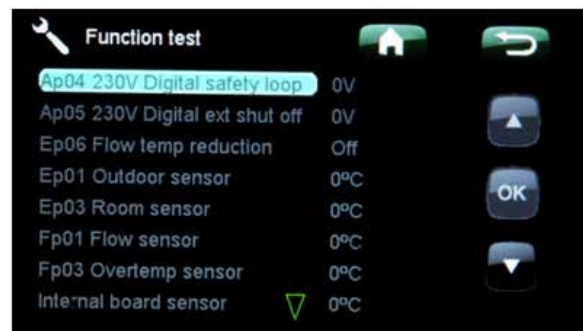 Function test
Ap04 230V Digital safety loop 0V
Ap05 230V Digital ext shut off 0V
Ep06 Flow temp reduction Off
Ep01 Outdoor sensor 0ºC
Ep03 Room sensor 0ºC
Fp01 Flow sensor 0ºC
Fp03 Overtemp sensor 0ºC
Internal board sensor 0ºC
OK